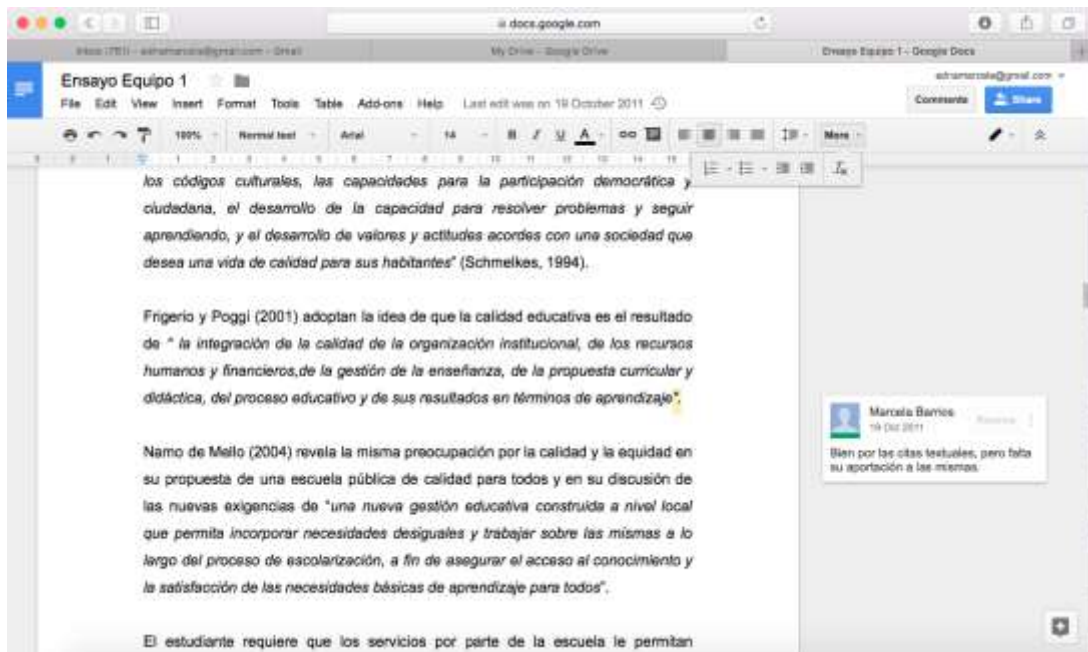 docs.google.com
My Drive - Google Drive
Ensayo Equipo 1 - Google Docs
Ensayo Equipo 1
File Edit View Insert Format Tools Table Add-ons Help Last edit was on 19 October 2011
Comments Share
100% Normal text Arial 14 B I U A More
los códigos culturales, las capacidades para la participación democrática y
ciudadana, el desarrollo de la capacidad para resolver problemas y seguir
aprendiendo, y el desarrollo de valores y actitudes acordes con una sociedad que
desea una vida de calidad para sus habitantes" (Schmelkes, 1994).
Frigerio y Poggi (2001) adoptan la idea de que la calidad educativa es el resultado
de " la integración de la calidad de la organización institucional, de los recursos
humanos y financieros,de la gestión de la enseñanza, de la propuesta curricular y
didáctica, del proceso educativo y de sus resultados en términos de aprendizaje".
Marcela Barrios
19 Oct 2011
Bien por las citas textuales, pero falta
su aportación a las mismas.
Namo de Mello (2004) revela la misma preocupación por la calidad y la equidad en
su propuesta de una escuela pública de calidad para todos y en su discusión de
las nuevas exigencias de "una nueva gestión educativa construida a nivel local
que permita incorporar necesidades desiguales y trabajar sobre las mismas a lo
largo del proceso de escolarización, a fin de asegurar el acceso al conocimiento y
la satisfacción de las necesidades básicas de aprendizaje para todos".
El estudiante requiere que los servicios por parte de la escuela le permitan